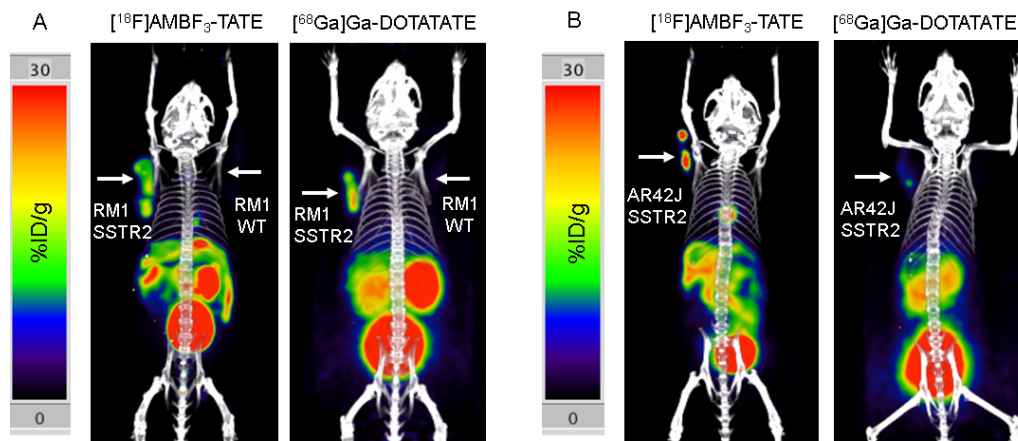 A
[¹⁸F]AMBF₃-TATE
[⁶⁸Ga]Ga-DOTATATE
30
%ID/g
0
RM1
SSTR2
RM1
WT
RM1
SSTR2
RM1
WT
B
[¹⁸F]AMBF₃-TATE
[⁶⁸Ga]Ga-DOTATATE
30
%ID/g
0
AR42J
SSTR2
AR42J
SSTR2